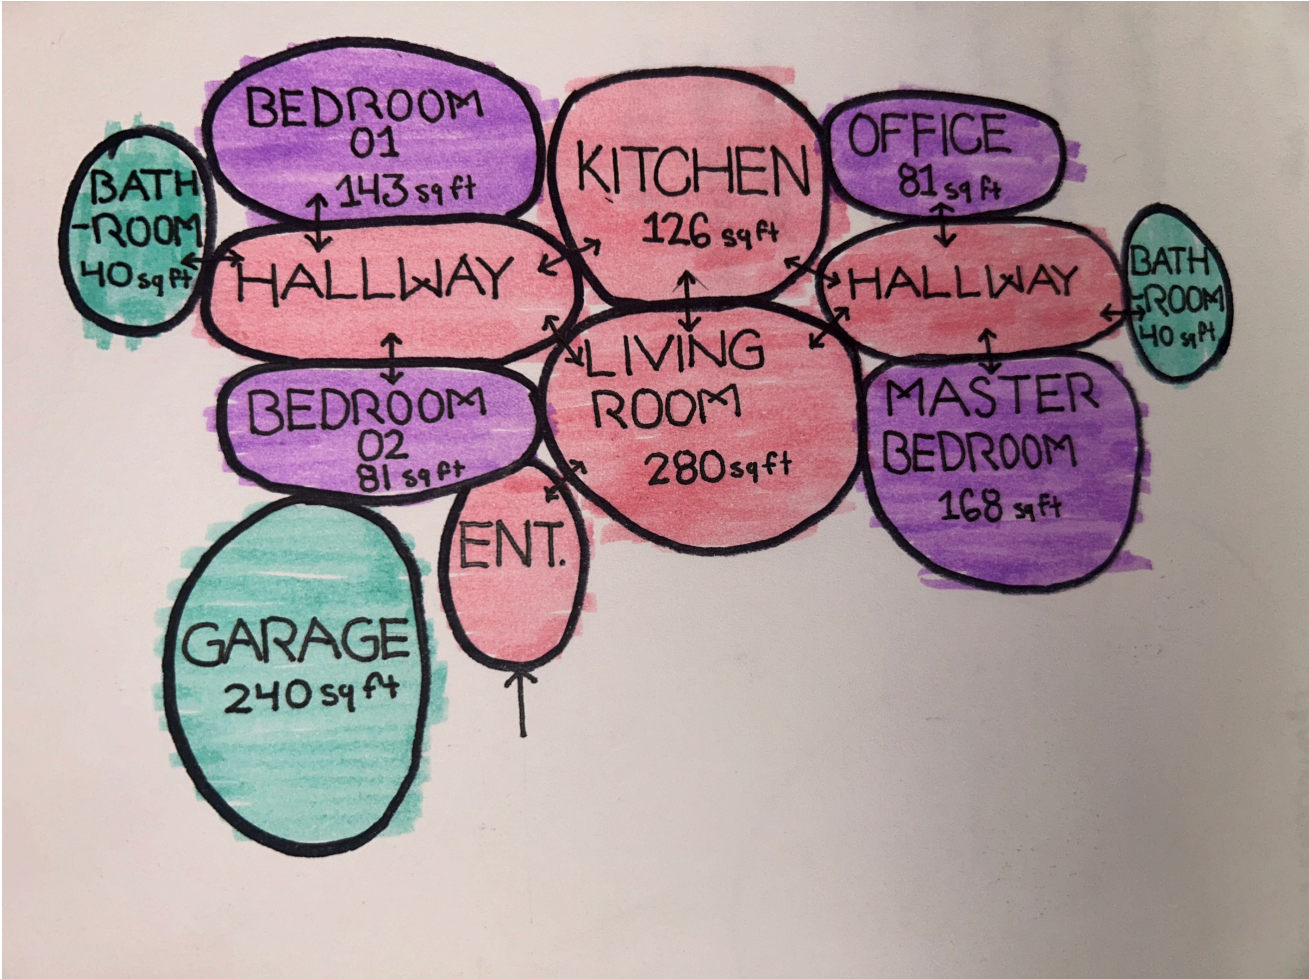 BEDROOM
01
143 sq ft
BATH
-ROOM
40 sq ft
HALLWAY
BEDROOM
02
81 sq ft
KITCHEN
126 sq ft
LIVING
ROOM
280 sq ft
OFFICE
81 sq ft
HALLWAY
BATH
-ROOM
40 sq ft
MASTER
BEDROOM
168 sq ft
ENT.
GARAGE
240 sq ft